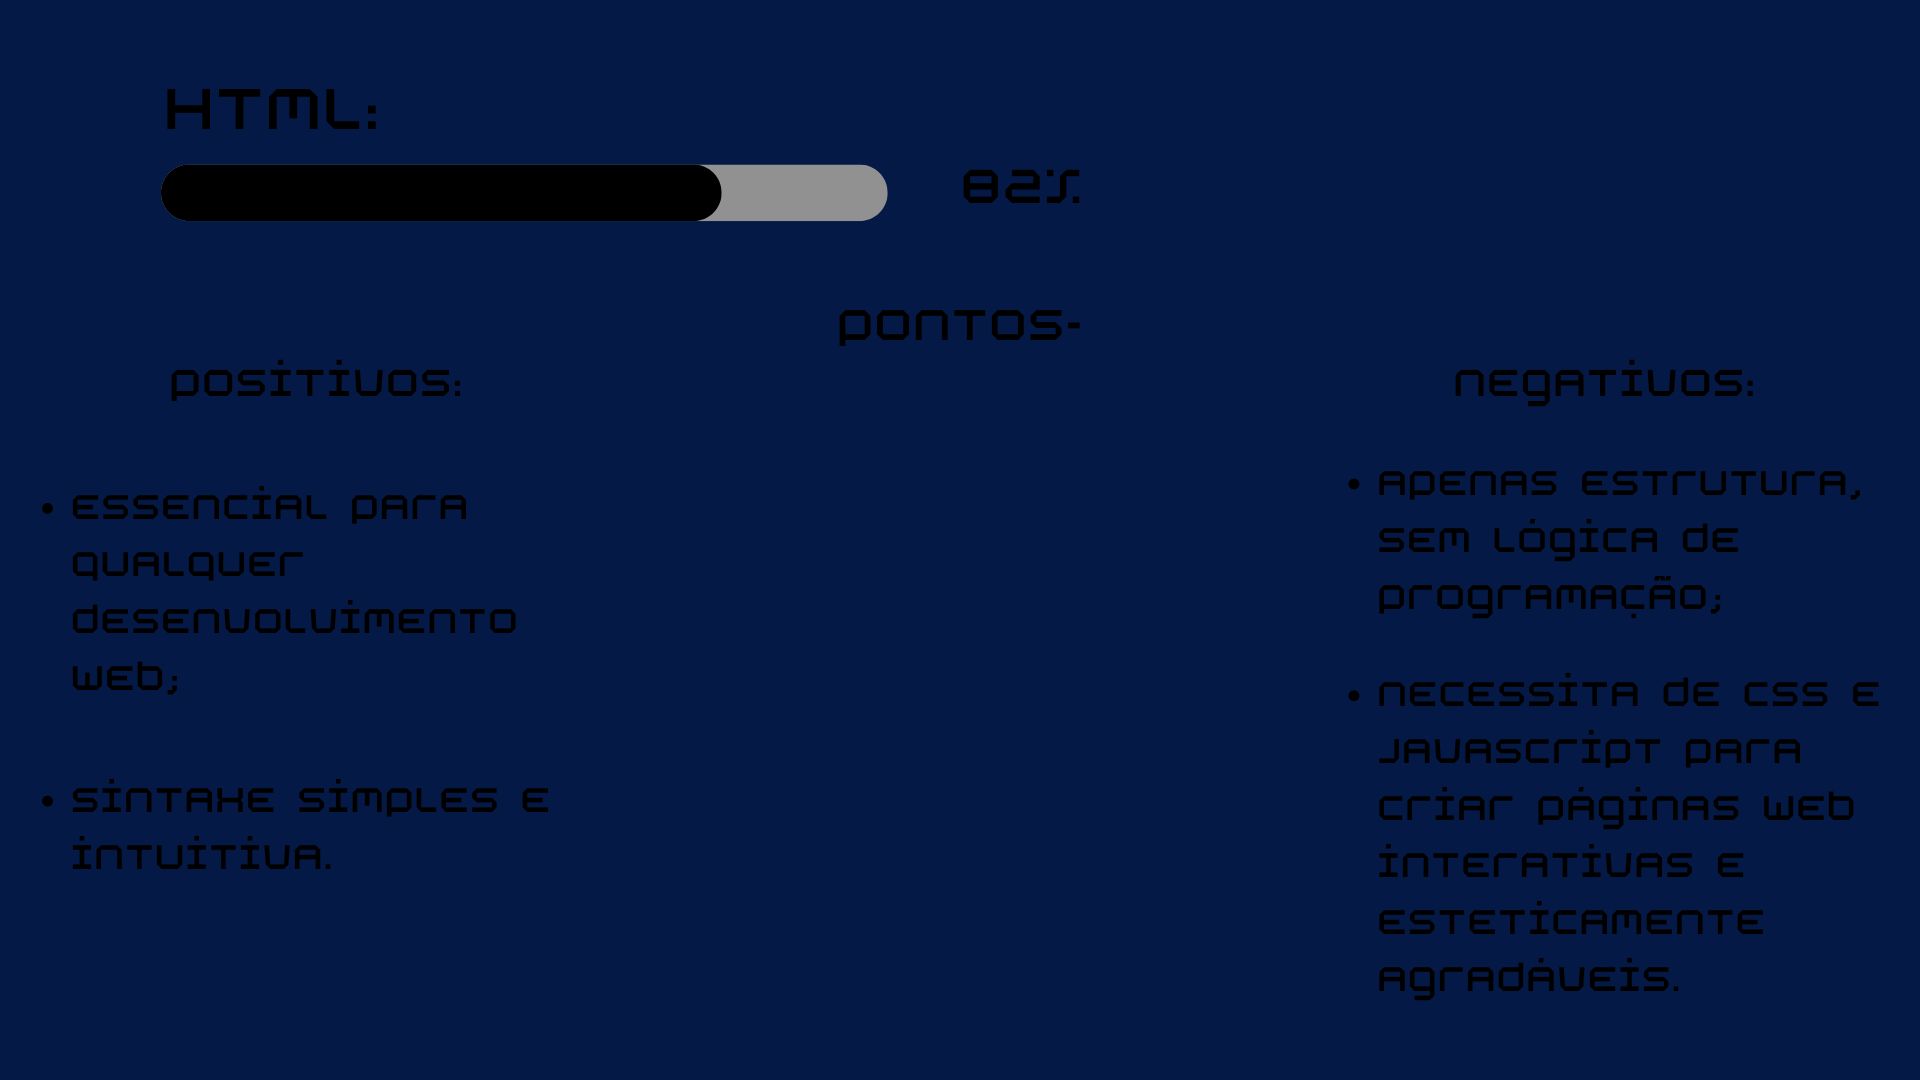 HTML:
82%
PONTOS-
POSITIVOS:
• ESSENCIAL PARA
QUALQUER
DESENVOLVIMENTO
WEB;
• SINTAXE SIMPLES E
INTUITIVA.
NEGATIVOS:
• APENAS ESTRUTURA,
SEM LÓGICA DE
PROGRAMAÇÃO;
• NECESSITA DE CSS E
JAVASCRIPT PARA
CRIAR PÁGINAS WEB
INTERATIVAS E
ESTETICAMENTE
AGRADÁVEIS.